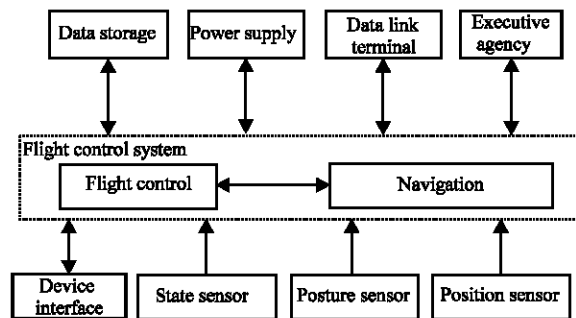 Data storage
Power supply
Data link
terminal
Executive
agency
Flight control system
Flight control
Navigation
Device
interface
State sensor
Posture sensor
Position sensor